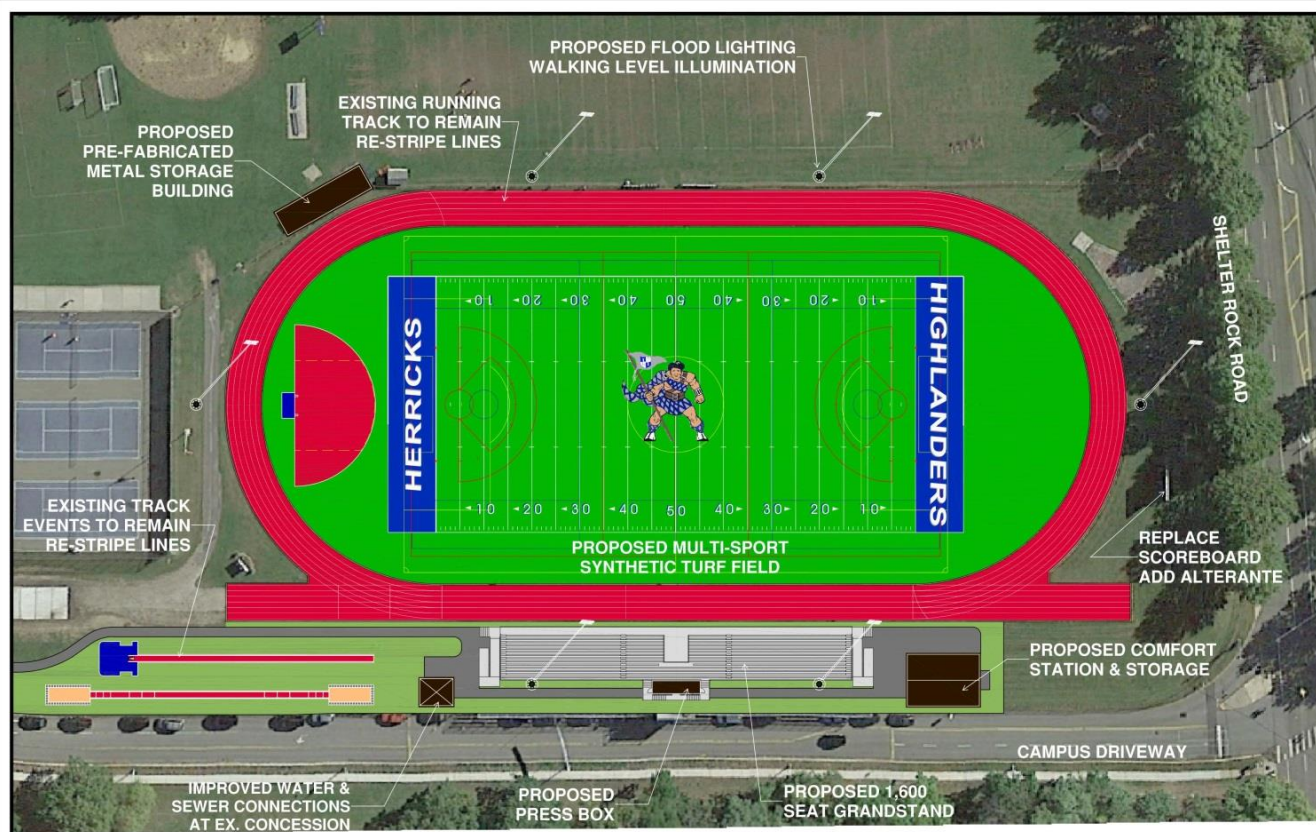 PROPOSED FLOOD LIGHTING
WALKING LEVEL ILLUMINATION
EXISTING RUNNING
TRACK TO REMAIN
RE-STRIPE LINES
PROPOSED
PRE-FABRICATED
METAL STORAGE
BUILDING
SHELTER ROCK ROAD
10 20 30 40 50 40 30 20 10
HERRICKS
HIGHLANDERS
10 20 30 40 50 40 30 20 10
PROPOSED MULTI-SPORT
SYNTHETIC TURF FIELD
EXISTING TRACK
EVENTS TO REMAIN
RE-STRIPE LINES
REPLACE
SCOREBOARD
ADD ALTERANTE
PROPOSED COMFORT
STATION & STORAGE
CAMPUS DRIVEWAY
IMPROVED WATER &
SEWER CONNECTIONS
AT EX. CONCESSION
PROPOSED
PRESS BOX
PROPOSED 1,600
SEAT GRANDSTAND